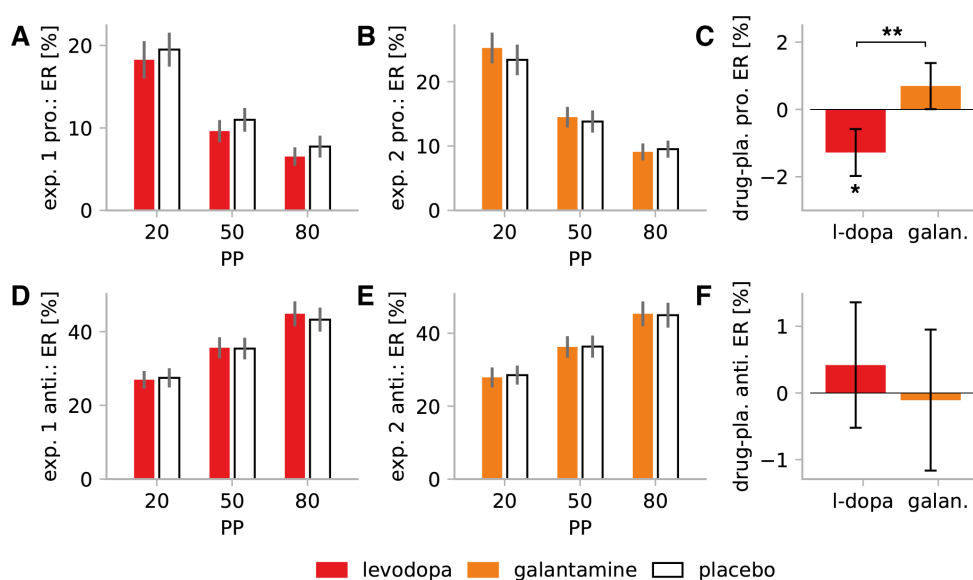 A
exp. 1 pro.: ER [%]
20
10
0
20 50 80
PP
B
exp. 2 pro.: ER [%]
20
10
0
20 50 80
PP
C
drug-pla. pro. ER [%]
2
0
−2
**
*
l-dopa galan.
D
exp. 1 anti.: ER [%]
40
20
0
20 50 80
PP
E
exp. 2 anti.: ER [%]
40
20
0
20 50 80
PP
F
drug-pla. anti. ER [%]
1
0
−1
l-dopa galan.
levodopa galantamine placebo